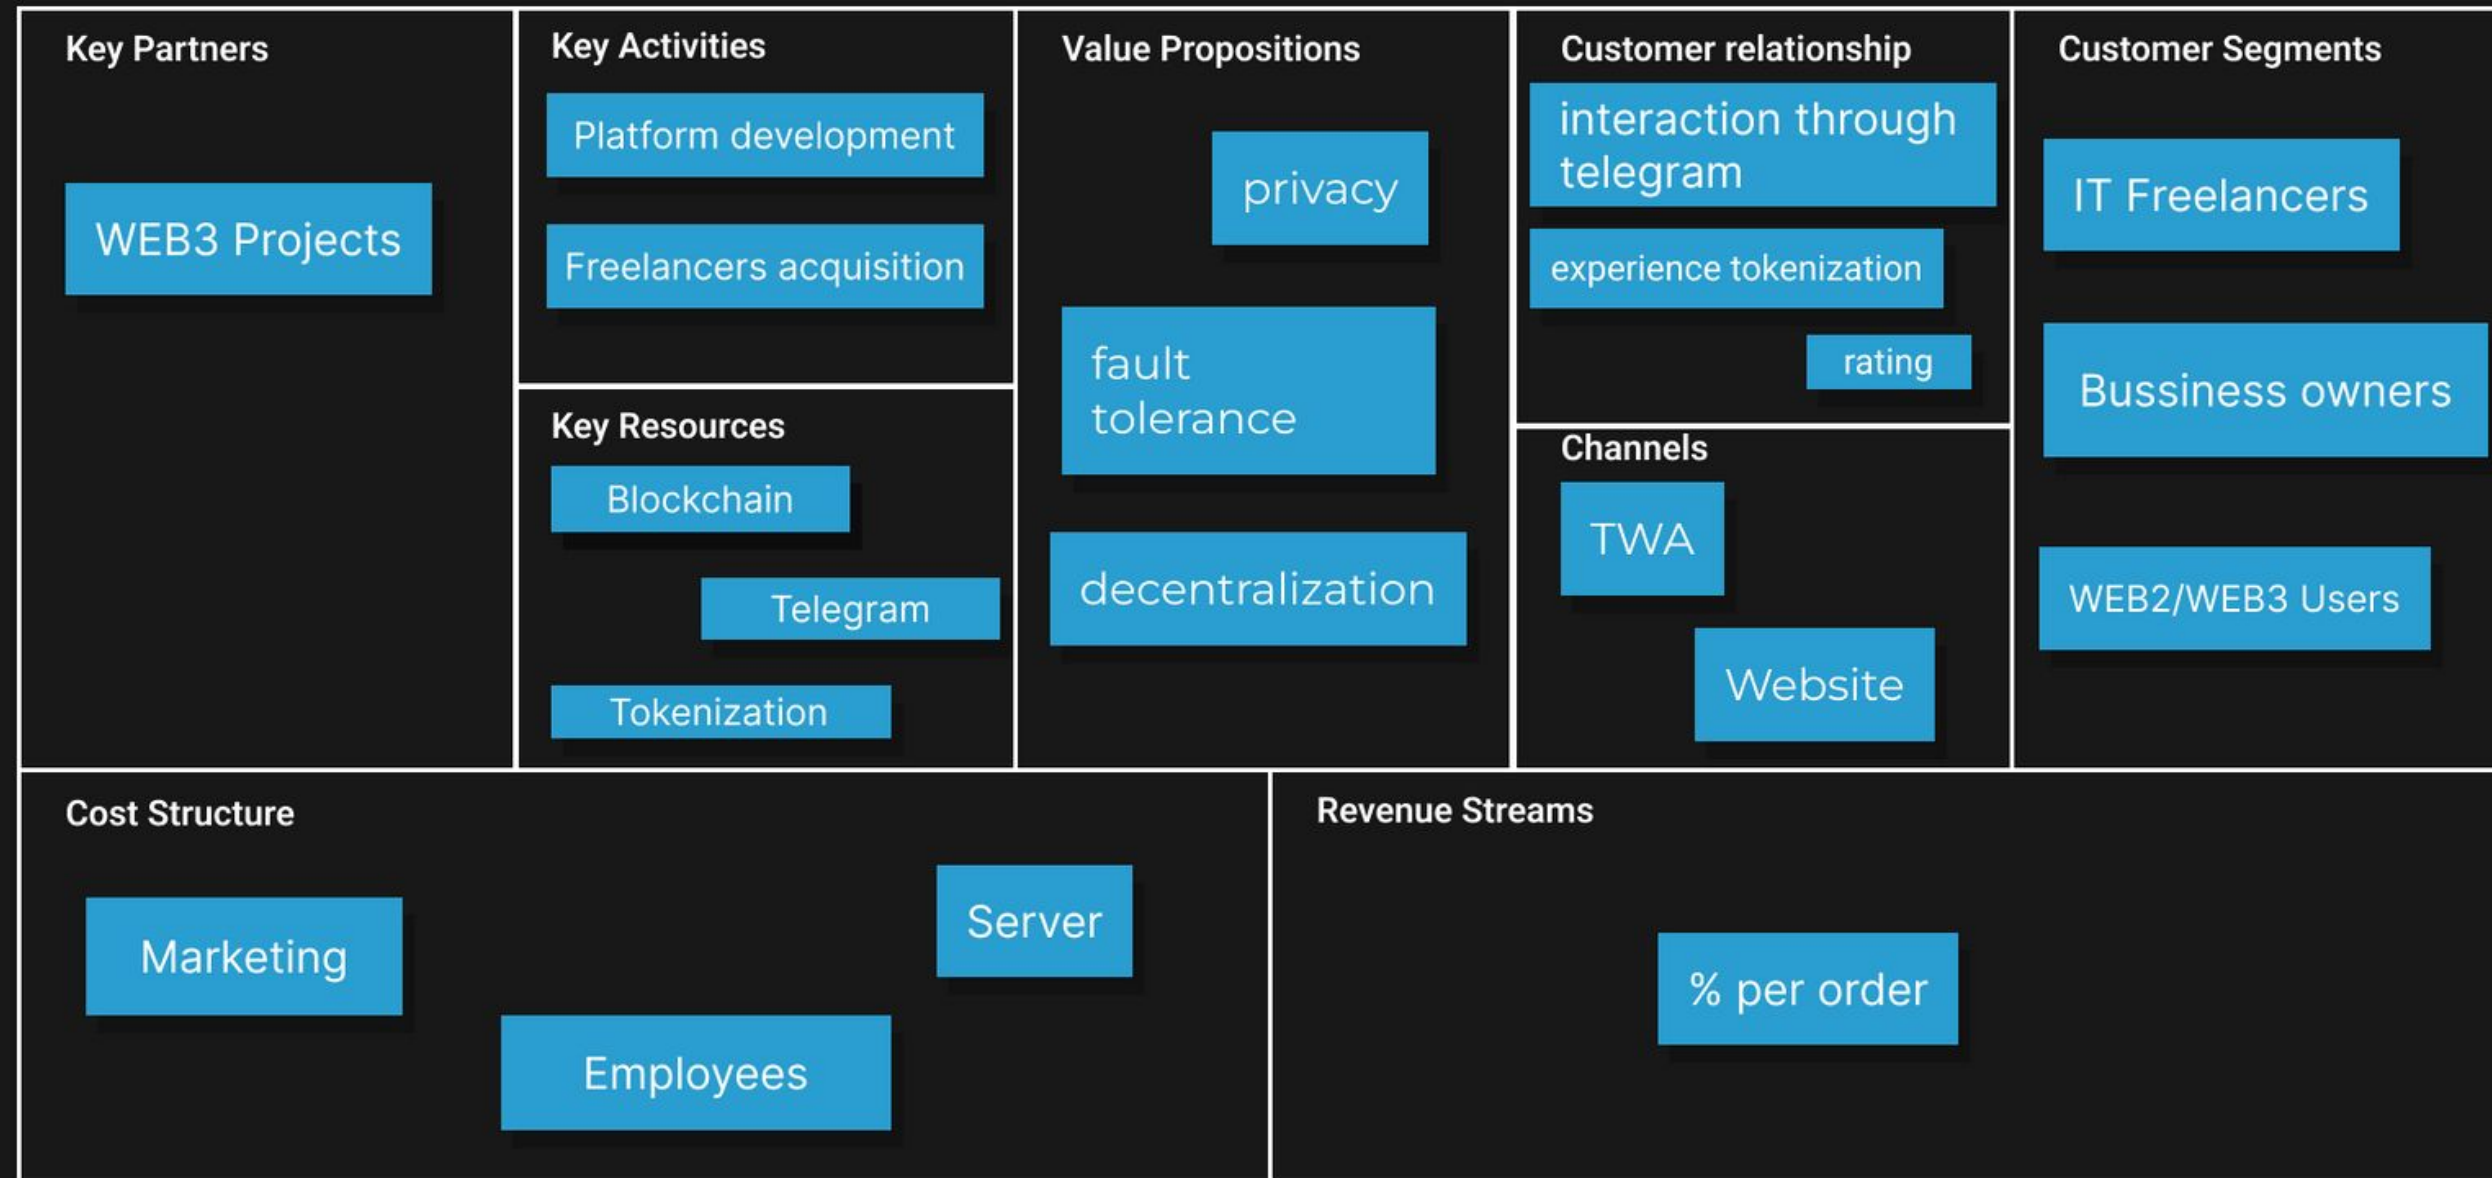 Key Partners
WEB3 Projects
Key Activities
Platform development
Freelancers acquisition
Key Resources
Blockchain
Telegram
Tokenization
Value Propositions
privacy
fault
tolerance
decentralization
Customer relationship
interaction through
telegram
experience tokenization
rating
Channels
TWA
Website
Customer Segments
IT Freelancers
Bussiness owners
WEB2/WEB3 Users
Cost Structure
Marketing
Employees
Server
Revenue Streams
% per order